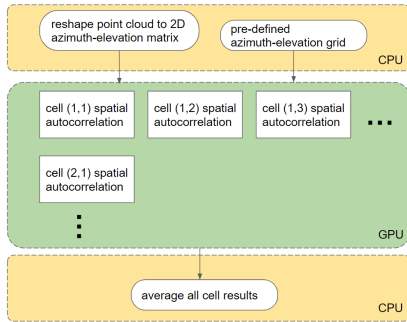 reshape point cloud to 2D
azimuth-elevation matrix
pre-defined
azimuth-elevation grid
CPU
cell (1,1) spatial
autocorrelation
cell (1,2) spatial
autocorrelation
cell (1,3) spatial
autocorrelation
...
cell (2,1) spatial
autocorrelation
GPU
average all cell results
CPU